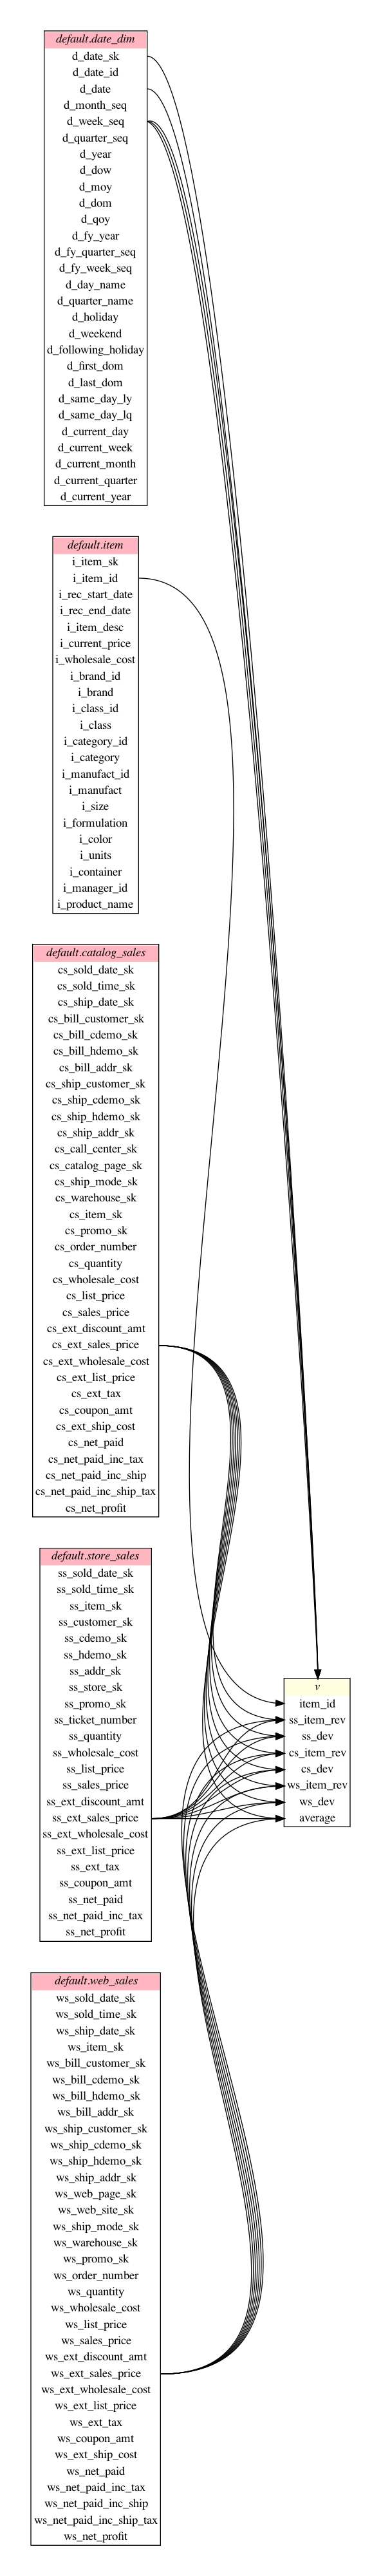 default.date_dim
d_date_sk
d_date_id
d_date
d_month_seq
d_week_seq
d_quarter_seq
d_year
d_dow
d_moy
d_dom
d_qoy
d_fy_year
d_fy_quarter_seq
d_fy_week_seq
d_day_name
d_quarter_name
d_holiday
d_weekend
d_following_holiday
d_first_dom
d_last_dom
d_same_day_ly
d_same_day_lq
d_current_day
d_current_week
d_current_month
d_current_quarter
d_current_year
default.item
i_item_sk
i_item_id
i_rec_start_date
i_rec_end_date
i_item_desc
i_current_price
i_wholesale_cost
i_brand_id
i_brand
i_class_id
i_class
i_category_id
i_category
i_manufact_id
i_manufact
i_size
i_formulation
i_color
i_units
i_container
i_manager_id
i_product_name
default.catalog_sales
cs_sold_date_sk
cs_sold_time_sk
cs_ship_date_sk
cs_bill_customer_sk
cs_bill_cdemo_sk
cs_bill_hdemo_sk
cs_bill_addr_sk
cs_ship_customer_sk
cs_ship_cdemo_sk
cs_ship_hdemo_sk
cs_ship_addr_sk
cs_call_center_sk
cs_catalog_page_sk
cs_ship_mode_sk
cs_warehouse_sk
cs_item_sk
cs_promo_sk
cs_order_number
cs_quantity
cs_wholesale_cost
cs_list_price
cs_sales_price
cs_ext_discount_amt
cs_ext_sales_price
cs_ext_wholesale_cost
cs_ext_list_price
cs_ext_tax
cs_coupon_amt
cs_ext_ship_cost
cs_net_paid
cs_net_paid_inc_tax
cs_net_paid_inc_ship
cs_net_paid_inc_ship_tax
cs_net_profit
default.store_sales
ss_sold_date_sk
ss_sold_time_sk
ss_item_sk
ss_customer_sk
ss_cdemo_sk
ss_hdemo_sk
ss_addr_sk
ss_store_sk
ss_promo_sk
ss_ticket_number
ss_quantity
ss_wholesale_cost
ss_list_price
ss_sales_price
ss_ext_discount_amt
ss_ext_sales_price
ss_ext_wholesale_cost
ss_ext_list_price
ss_ext_tax
ss_coupon_amt
ss_net_paid
ss_net_paid_inc_tax
ss_net_profit
v
item_id
ss_item_rev
ss_dev
cs_item_rev
cs_dev
ws_item_rev
ws_dev
average
default.web_sales
ws_sold_date_sk
ws_sold_time_sk
ws_ship_date_sk
ws_item_sk
ws_bill_customer_sk
ws_bill_cdemo_sk
ws_bill_hdemo_sk
ws_bill_addr_sk
ws_ship_customer_sk
ws_ship_cdemo_sk
ws_ship_hdemo_sk
ws_ship_addr_sk
ws_web_page_sk
ws_web_site_sk
ws_ship_mode_sk
ws_warehouse_sk
ws_promo_sk
ws_order_number
ws_quantity
ws_wholesale_cost
ws_list_price
ws_sales_price
ws_ext_discount_amt
ws_ext_sales_price
ws_ext_wholesale_cost
ws_ext_list_price
ws_ext_tax
ws_coupon_amt
ws_ext_ship_cost
ws_net_paid
ws_net_paid_inc_tax
ws_net_paid_inc_ship
ws_net_paid_inc_ship_tax
ws_net_profit